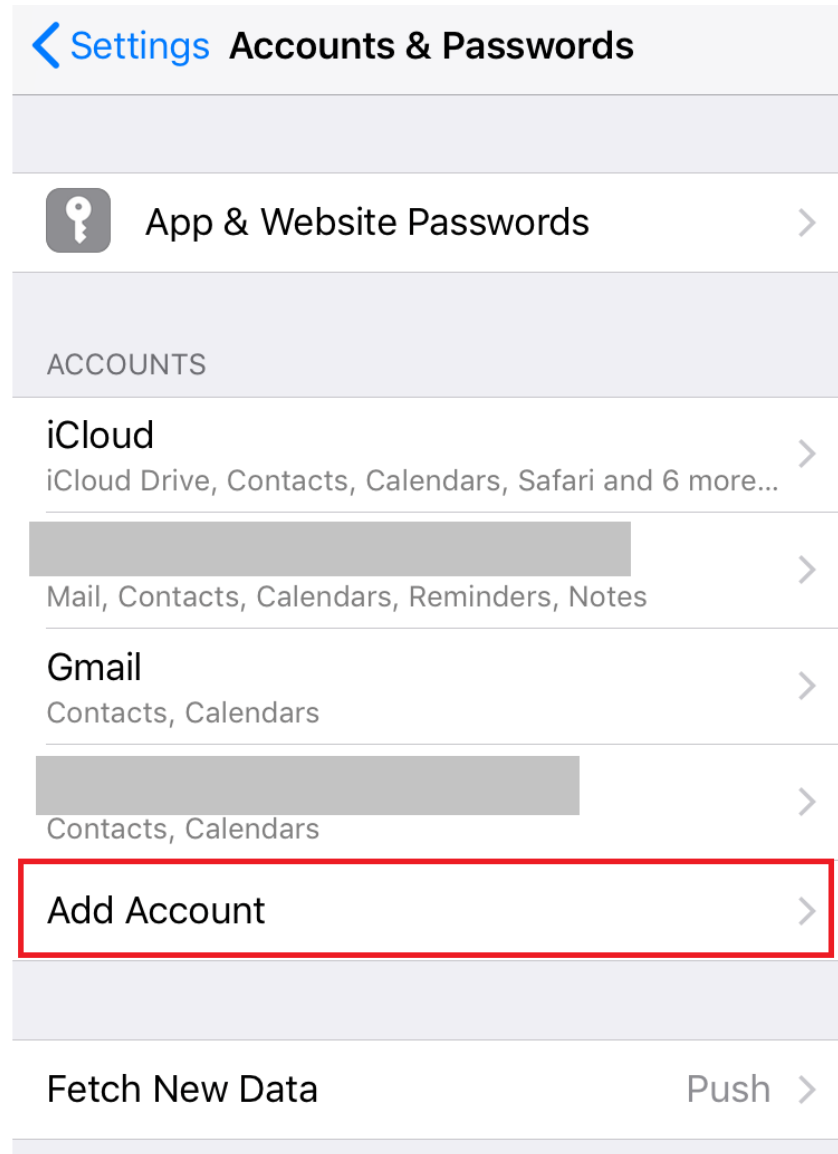 Settings Accounts & Passwords
App & Website Passwords
ACCOUNTS
iCloud
iCloud Drive, Contacts, Calendars, Safari and 6 more...
Mail, Contacts, Calendars, Reminders, Notes
Gmail
Contacts, Calendars
Contacts, Calendars
Add Account
Fetch New Data Push